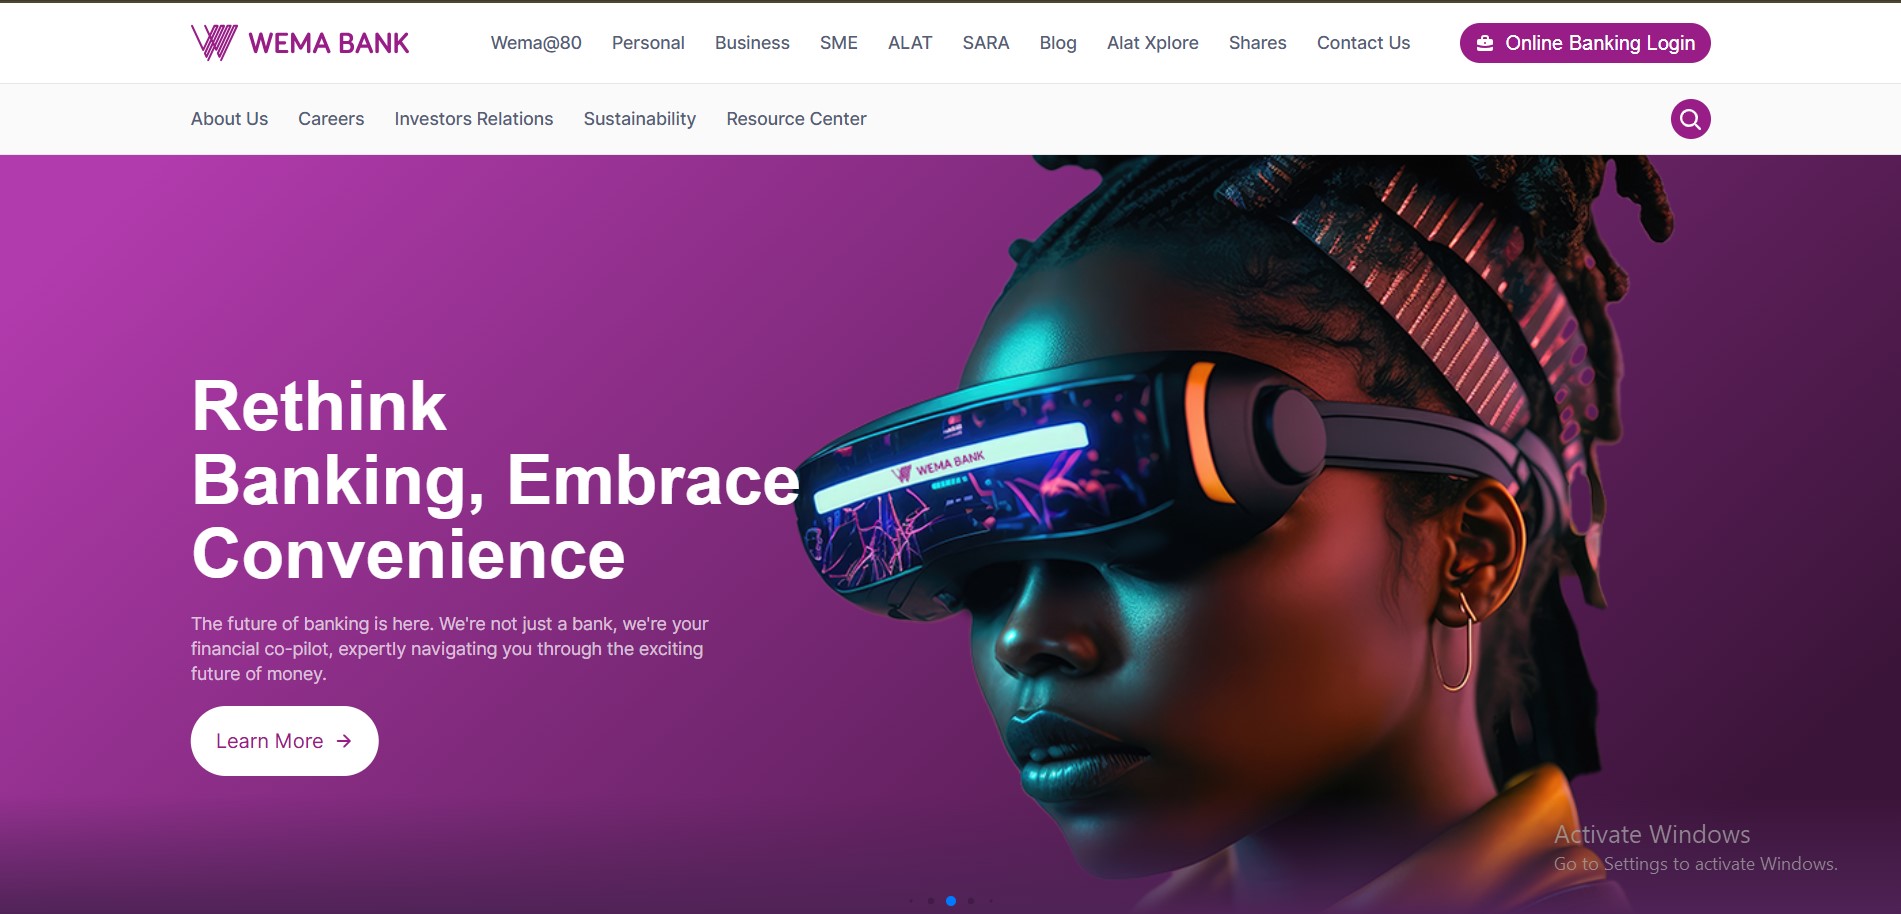 WEMA BANK
Wema@80 Personal Business SME ALAT SARA Blog Alat Xplore Shares Contact Us
Online Banking Login
About Us Careers Investors Relations Sustainability Resource Center
Rethink
Banking, Embrace
Convenience
WEMA BANK
The future of banking is here. We're not just a bank, we're your
financial co-pilot, expertly navigating you through the exciting
future of money.
Learn More
Activate Windows
Go to Settings to activate Windows.